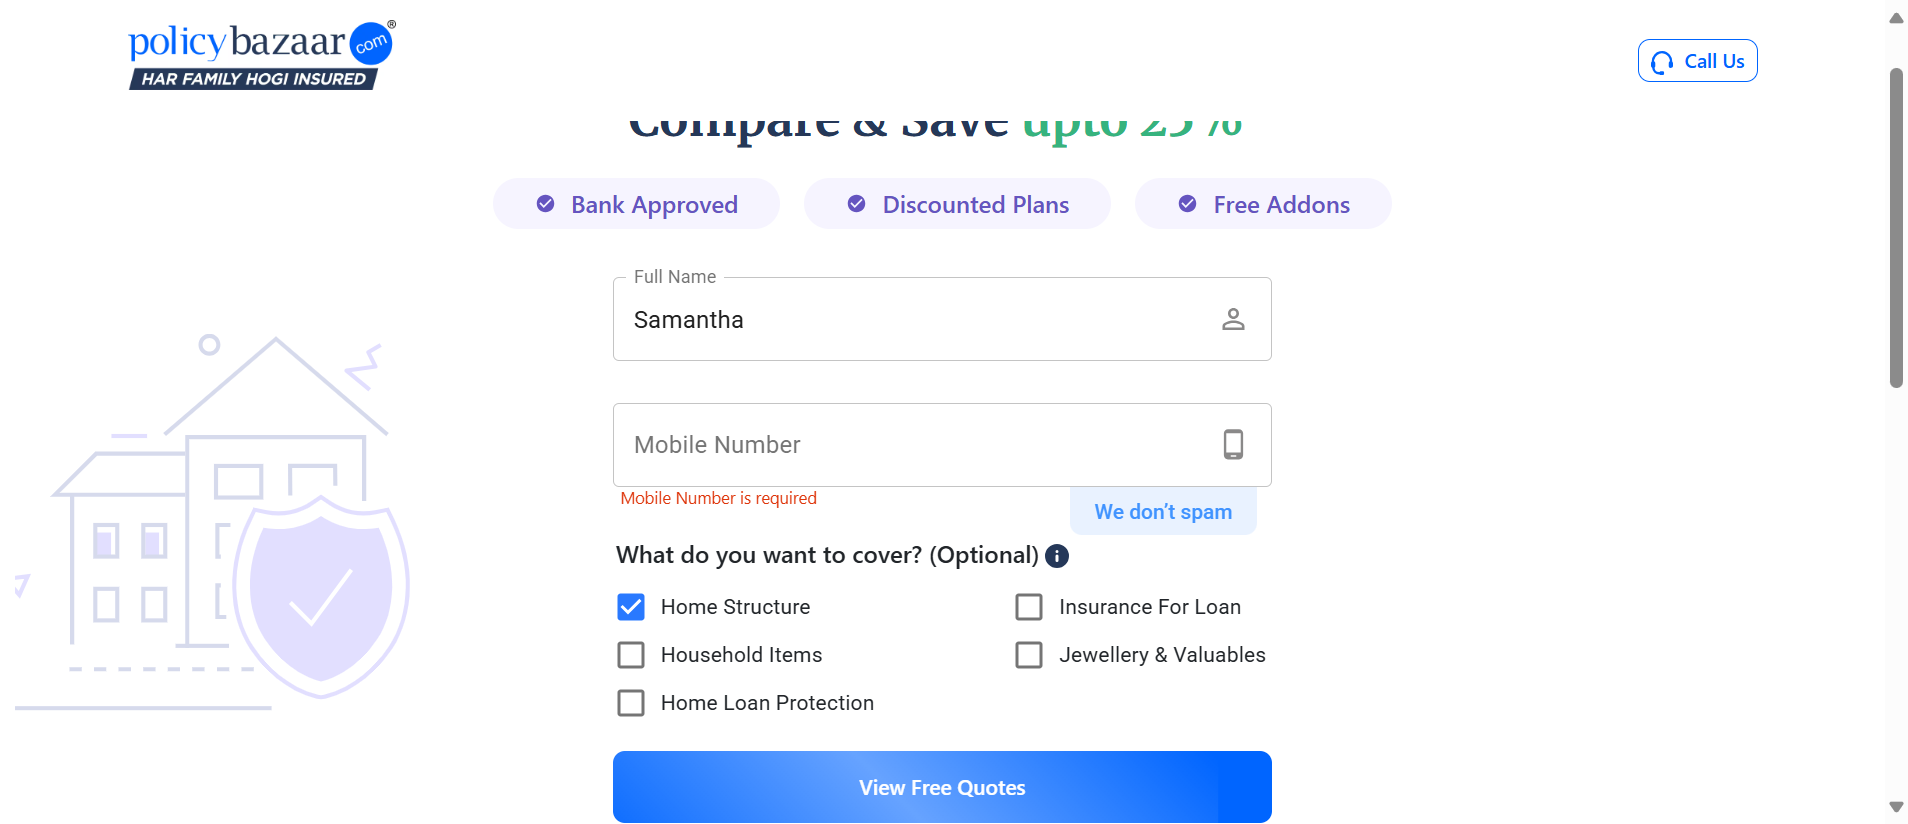 policybazaar com ®
HAR FAMILY HOGI INSURED
Call Us
Compare & Save upto 25%
Bank Approved
Discounted Plans
Free Addons
Full Name
Samantha
Mobile Number
Mobile Number is required
We don’t spam
What do you want to cover? (Optional)
Home Structure
Insurance For Loan
Household Items
Jewellery & Valuables
Home Loan Protection
View Free Quotes